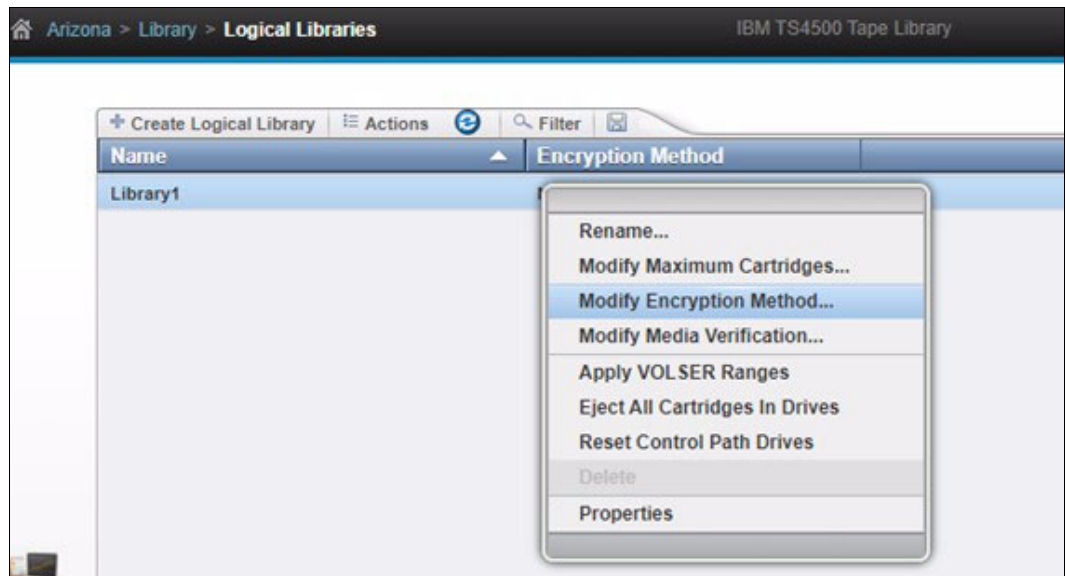 Arizona > Library > Logical Libraries IBM TS4500 Tape Library
Create Logical Library Actions Filter
Name Encryption Method
Library1
Rename...
Modify Maximum Cartridges...
Modify Encryption Method...
Modify Media Verification...
Apply VOLSER Ranges
Eject All Cartridges In Drives
Reset Control Path Drives
Delete
Properties